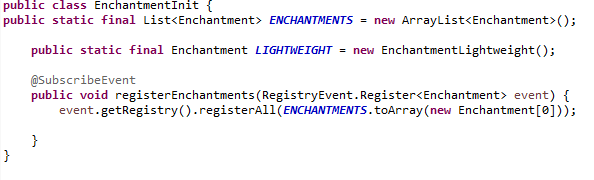 public class EnchantmentInit {
public static final List<Enchantment> ENCHANTMENTS = new ArrayList<Enchantment>();
public static final Enchantment LIGHTWEIGHT = new EnchantmentLightweight();
@SubscribeEvent
public void registerEnchantments(RegistryEvent.Register<Enchantment> event) {
event.getRegistry().registerAll(ENCHANTMENTS.toArray(new Enchantment[0]));
}
}